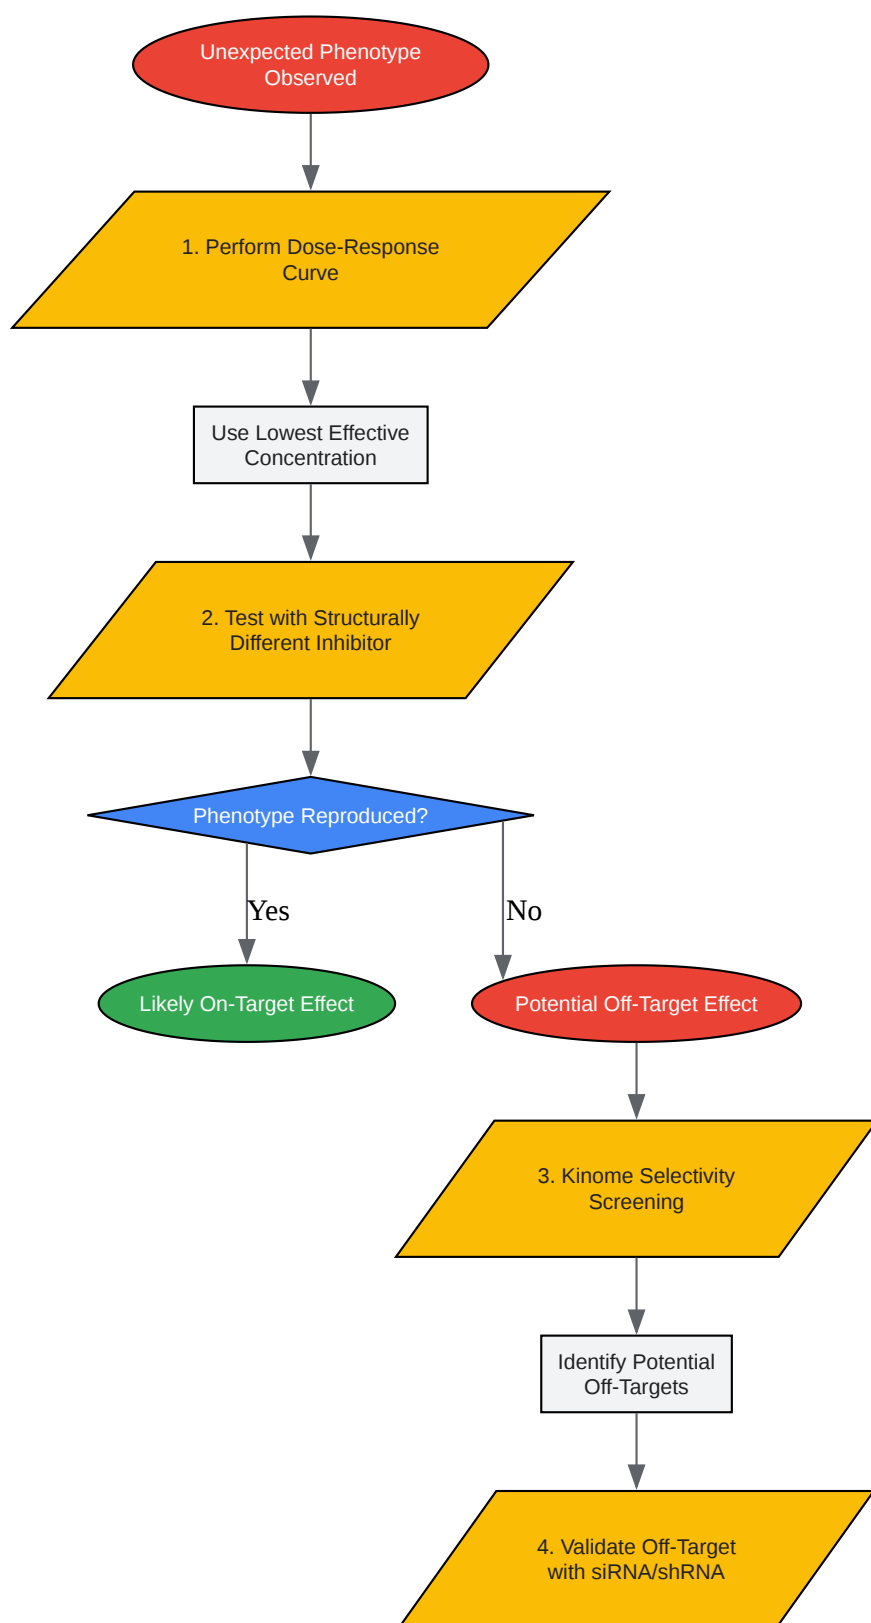 Unexpected Phenotype
Observed
1. Perform Dose-Response
Curve
Use Lowest Effective
Concentration
2. Test with Structurally
Different Inhibitor
Phenotype Reproduced?
Yes
No
Likely On-Target Effect
Potential Off-Target Effect
3. Kinome Selectivity
Screening
Identify Potential
Off-Targets
4. Validate Off-Target
with siRNA/shRNA